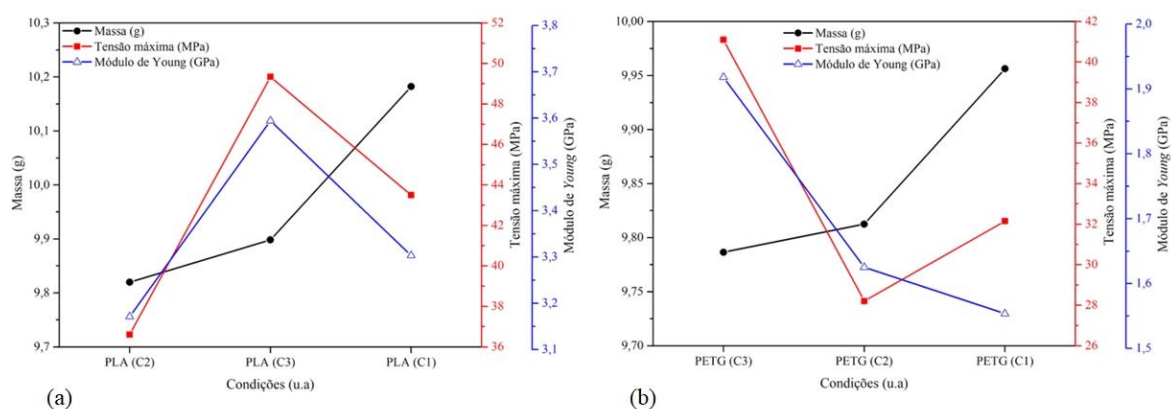 Massa (g)
Tensão máxima (MPa)
Módulo de Young (GPa)
10,3
10,2
10,1
10,0
9,9
9,8
9,7
Massa (g)
52
50
48
46
44
42
40
38
36
Tensão máxima (MPa)
3,8
3,7
3,6
3,5
3,4
3,3
3,2
3,1
Módulo de Young (GPa)
PLA (C2) PLA (C3) PLA (C1)
Condições (u.a)
(a)
Massa (g)
Tensão máxima (MPa)
Módulo de Young (GPa)
10,00
9,95
9,90
9,85
9,80
9,75
9,70
Massa (g)
42
40
38
36
34
32
30
28
26
Tensão máxima (MPa)
2,0
1,9
1,8
1,7
1,6
1,5
Módulo de Young (GPa)
PETG (C3) PETG (C2) PETG (C1)
Condições (u.a)
(b)